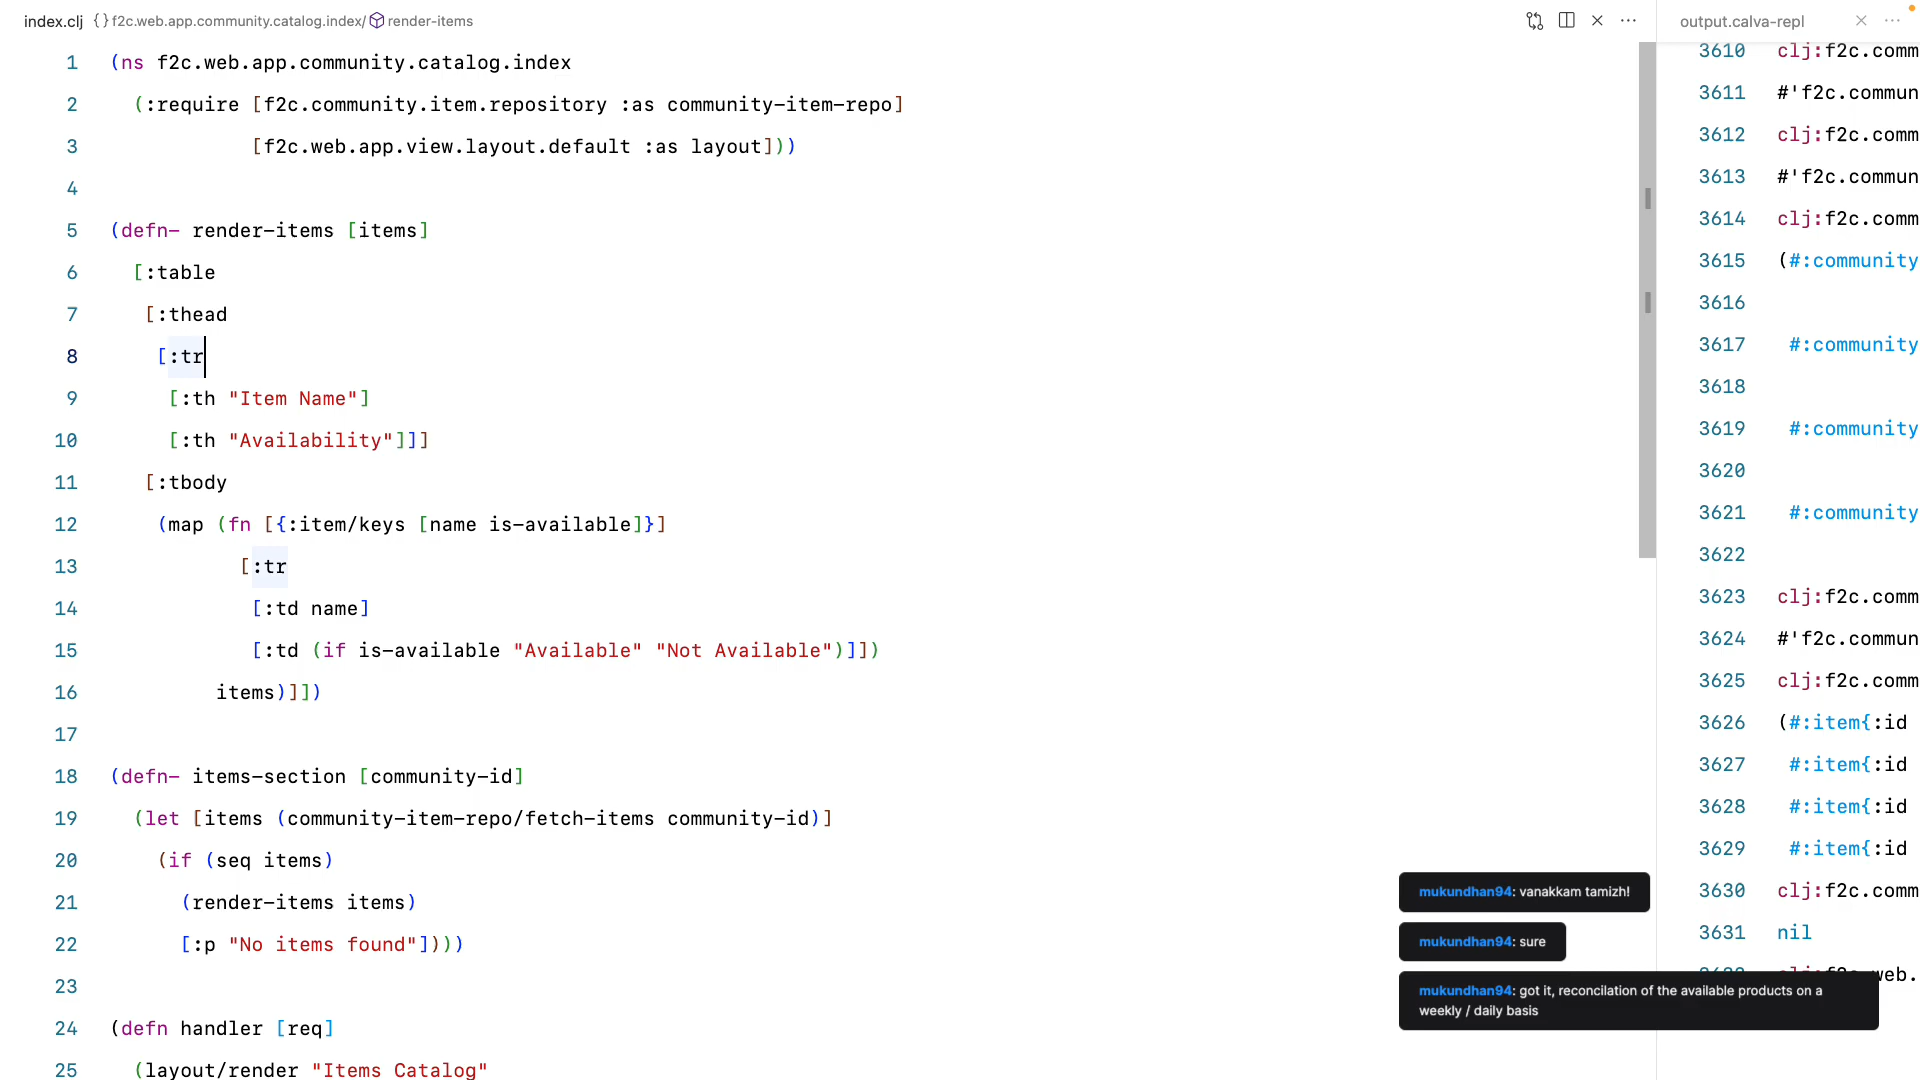 index.clj {} f2c.web.app.community.catalog.index/ render-items
1 (ns f2c.web.app.community.catalog.index
2 (:require [f2c.community.item.repository :as community-item-repo]
3 [f2c.web.app.view.layout.default :as layout]))
4
5 (defn- render-items [items]
6 [:table
7 [:thead
8 [:tr
9 [:th "Item Name"]
10 [:th "Availability"]]]
11 [:tbody
12 (map (fn [{:item/keys [name is-available]}]
13 [:tr
14 [:td name]
15 [:td (if is-available "Available" "Not Available")]])
16 items)]])
17
18 (defn- items-section [community-id]
19 (let [items (community-item-repo/fetch-items community-id)]
20 (if (seq items)
21 (render-items items)
22 [:p "No items found"])))
23
24 (defn handler [req]
25 (layout/render "Items Catalog"
output.calva-repl
3610 clj:f2c.comm
3611 #'f2c.commun
3612 clj:f2c.comm
3613 #'f2c.commun
3614 clj:f2c.comm
3615 (#:community
3616
3617 #:community
3618
3619 #:community
3620
3621 #:community
3622
3623 clj:f2c.comm
3624 #'f2c.commun
3625 clj:f2c.comm
3626 (#:item{:id
3627 #:item{:id
3628 #:item{:id
3629 #:item{:id
3630 clj:f2c.comm
3631 nil
mukundhan94: vanakkam tamizh!
mukundhan94: sure
mukundhan94: got it, reconcilation of the available products on a
weekly / daily basis